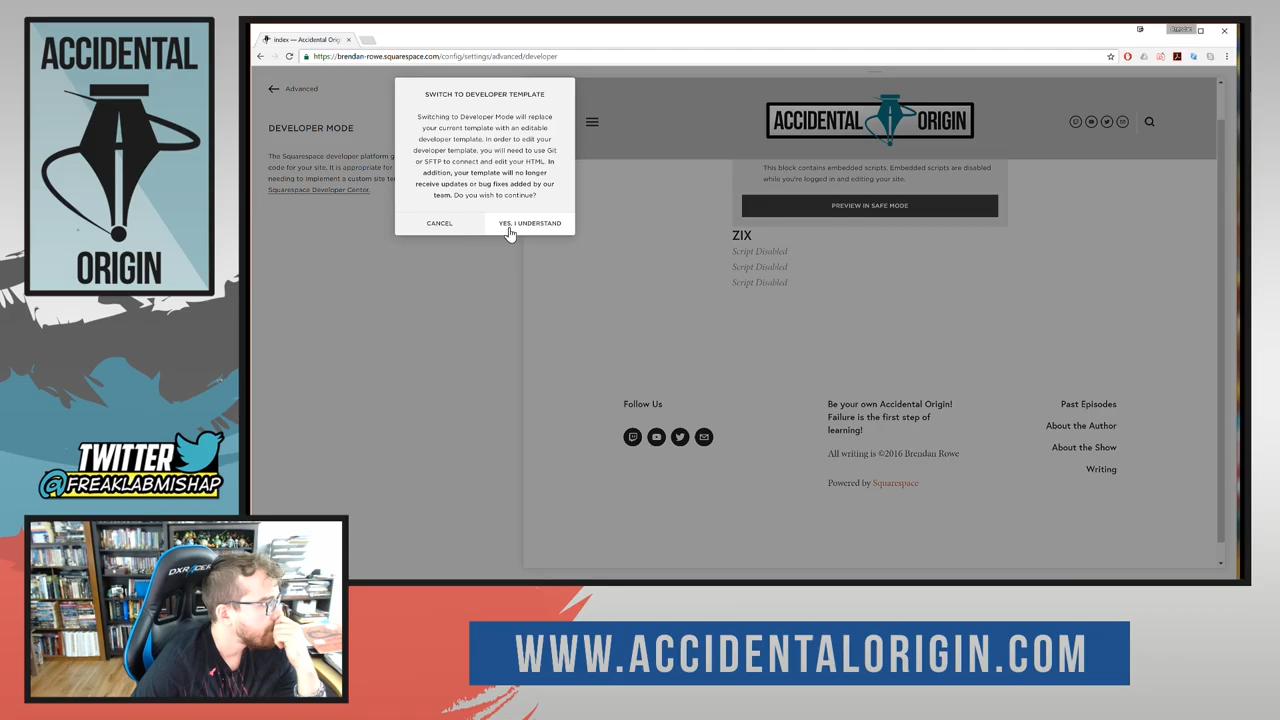 ACCIDENTAL
ORIGIN
TWITTER
@FREAKLABMISHAP
DXRACER
index — Accidental Orig
https://brendan-rowe.squarespace.com/config/settings/advanced/developer
Advanced
DEVELOPER MODE
The Squarespace developer platform g
code for your site. It is appropriate for
needing to implement a custom site te
Squarespace Developer Center.
SWITCH TO DEVELOPER TEMPLATE
Switching to Developer Mode will replace
your current template with an editable
developer template. In order to edit your
developer template, you will need to use Git
or SFTP to connect and edit your HTML. In
addition, your template will no longer
receive updates or bug fixes added by our
team. Do you wish to continue?
CANCEL
YES, I UNDERSTAND
ACCIDENTAL ORIGIN
This block contains embedded scripts. Embedded scripts are disabled
while you're logged in and editing your site.
PREVIEW IN SAFE MODE
ZIX
Script Disabled
Script Disabled
Script Disabled
Follow Us
Be your own Accidental Origin!
Failure is the first step of
learning!
All writing is ©2016 Brendan Rowe
Powered by Squarespace
Past Episodes
About the Author
About the Show
Writing
WWW.ACCIDENTALORIGIN.COM